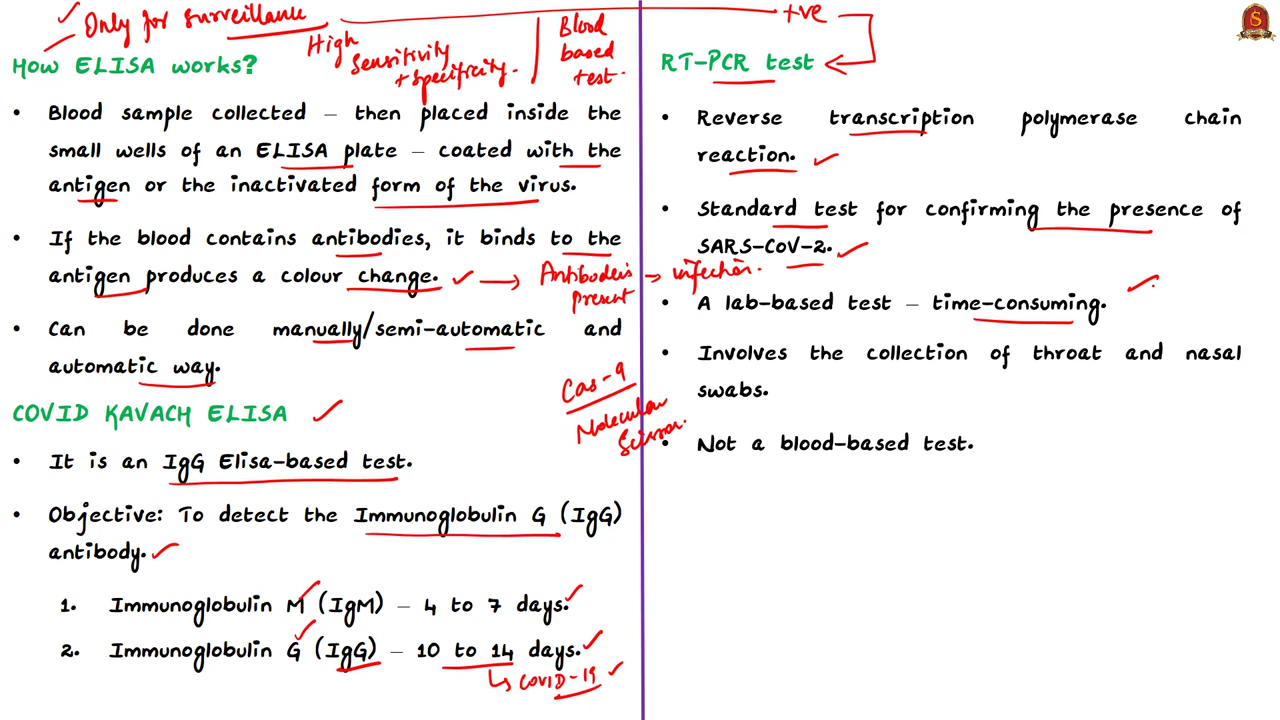 Only for surveillance
High
Sensitivity
+ specificity.
Blood
based
test.
+ve
How ELISA works?
• Blood sample collected – then placed inside the
small wells of an ELISA plate – coated with the
antigen or the inactivated form of the virus.
• If the blood contains antibodies, it binds to the
antigen produces a colour change.
Antibodeis
present
infection.
• Can be done manually/semi-automatic and
automatic way.
Cas-9
Molecular
Scissor.
COVID KAVACH ELISA
• It is an IgG Elisa-based test.
• Objective: To detect the Immunoglobulin G (IgG)
antibody.
1. Immunoglobulin M (IgM) – 4 to 7 days.
2. Immunoglobulin G (IgG) – 10 to 14 days.
COVID-19
RT-PCR test
• Reverse transcription polymerase chain
reaction.
• Standard test for confirming the presence of
SARS-CoV-2.
• A lab-based test – time-consuming.
• Involves the collection of throat and nasal
swabs.
• Not a blood-based test.